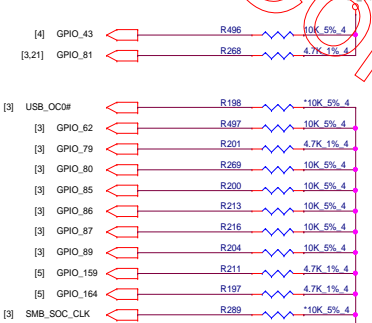 [4] GPIO_43 R496 10K_5%_4
[3,21] GPIO_81 R268 4.7K_1%_4
[3] USB_OC0# R198 *10K_5%_4
[3] GPIO_62 R497 10K_5%_4
[3] GPIO_79 R201 4.7K_1%_4
[3] GPIO_80 R269 10K_5%_4
[3] GPIO_85 R200 10K_5%_4
[3] GPIO_86 R213 10K_5%_4
[3] GPIO_87 R216 10K_5%_4
[3] GPIO_89 R204 10K_5%_4
[5] GPIO_159 R211 4.7K_1%_4
[5] GPIO_164 R197 4.7K_1%_4
[3] SMB_SOC_CLK R289 *10K_5%_4